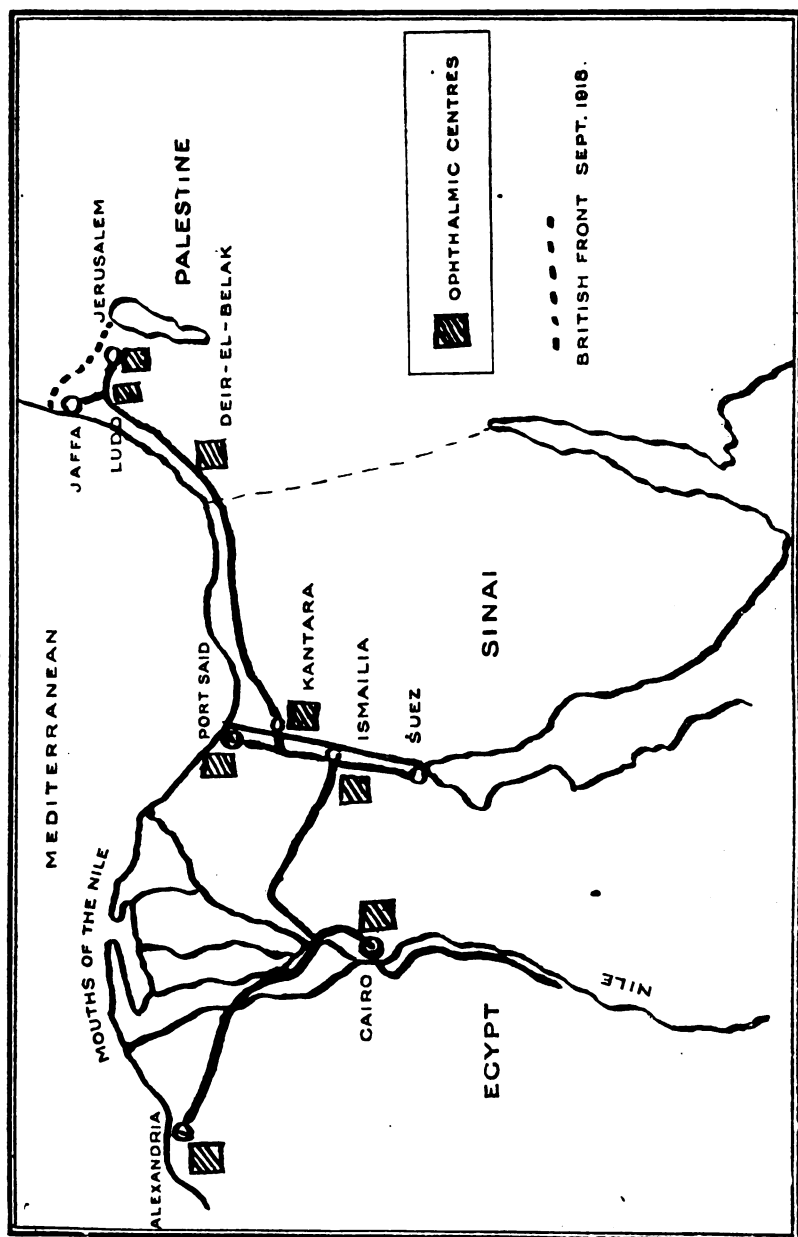 MEDITERRANEAN
MOUTHS OF THE NILE
ALEXANDRIA
CAIRO
EGYPT
NILE
PORT SAID
KANTARA
ISMAILIA
SUEZ
SINAI
JAFFA
LUDD
JERUSALEM
PALESTINE
DEIR-EL-BELAK
OPHTHALMIC CENTRES
BRITISH FRONT SEPT. 1918.